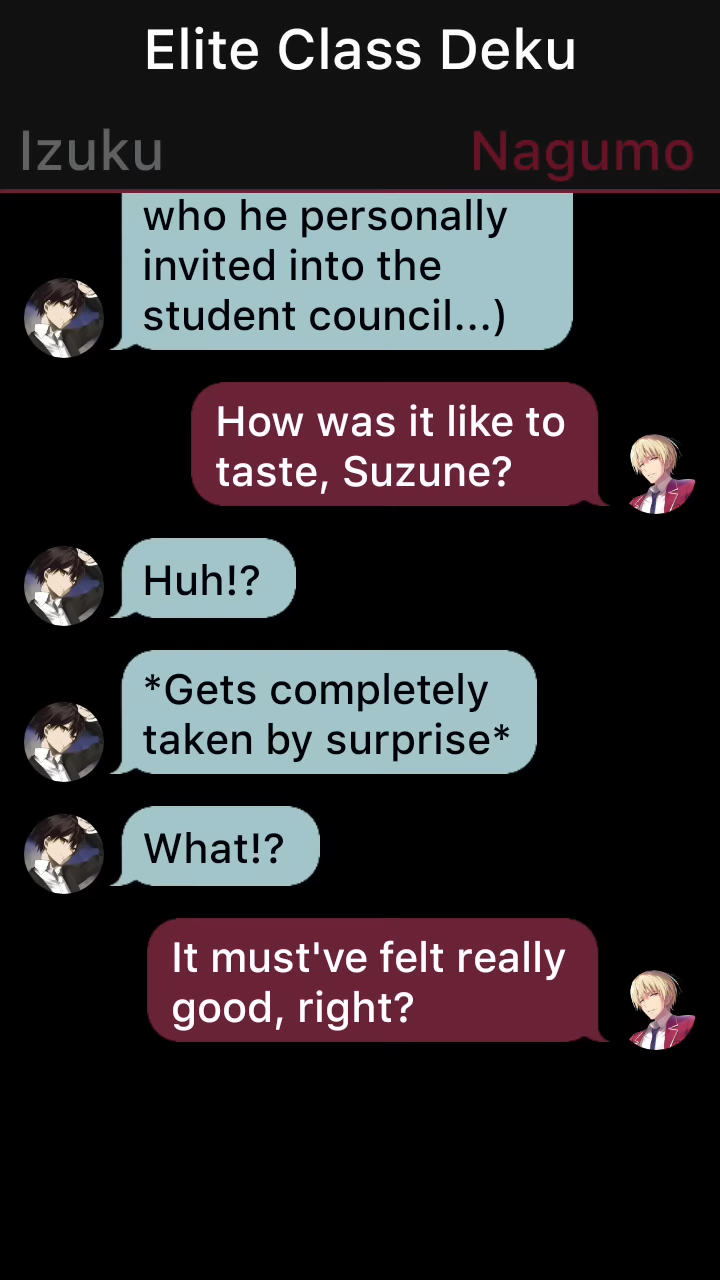 Elite Class Deku
Izuku
Nagumo
who he personally
invited into the
student council...)
How was it like to
taste, Suzune?
Huh!?
*Gets completely
taken by surprise*
What!?
It must've felt really
good, right?